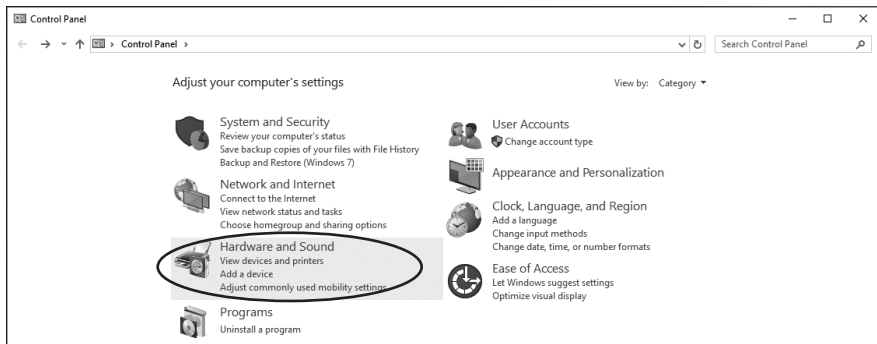 Control Panel
Control Panel
Search Control Panel
Adjust your computer's settings
View by: Category
System and Security
Review your computer's status
Save backup copies of your files with File History
Backup and Restore (Windows 7)
Network and Internet
Connect to the Internet
View network status and tasks
Choose homegroup and sharing options
Hardware and Sound
View devices and printers
Add a device
Adjust commonly used mobility settings
Programs
Uninstall a program
User Accounts
Change account type
Appearance and Personalization
Clock, Language, and Region
Add a language
Change input methods
Change date, time, or number formats
Ease of Access
Let Windows suggest settings
Optimize visual display